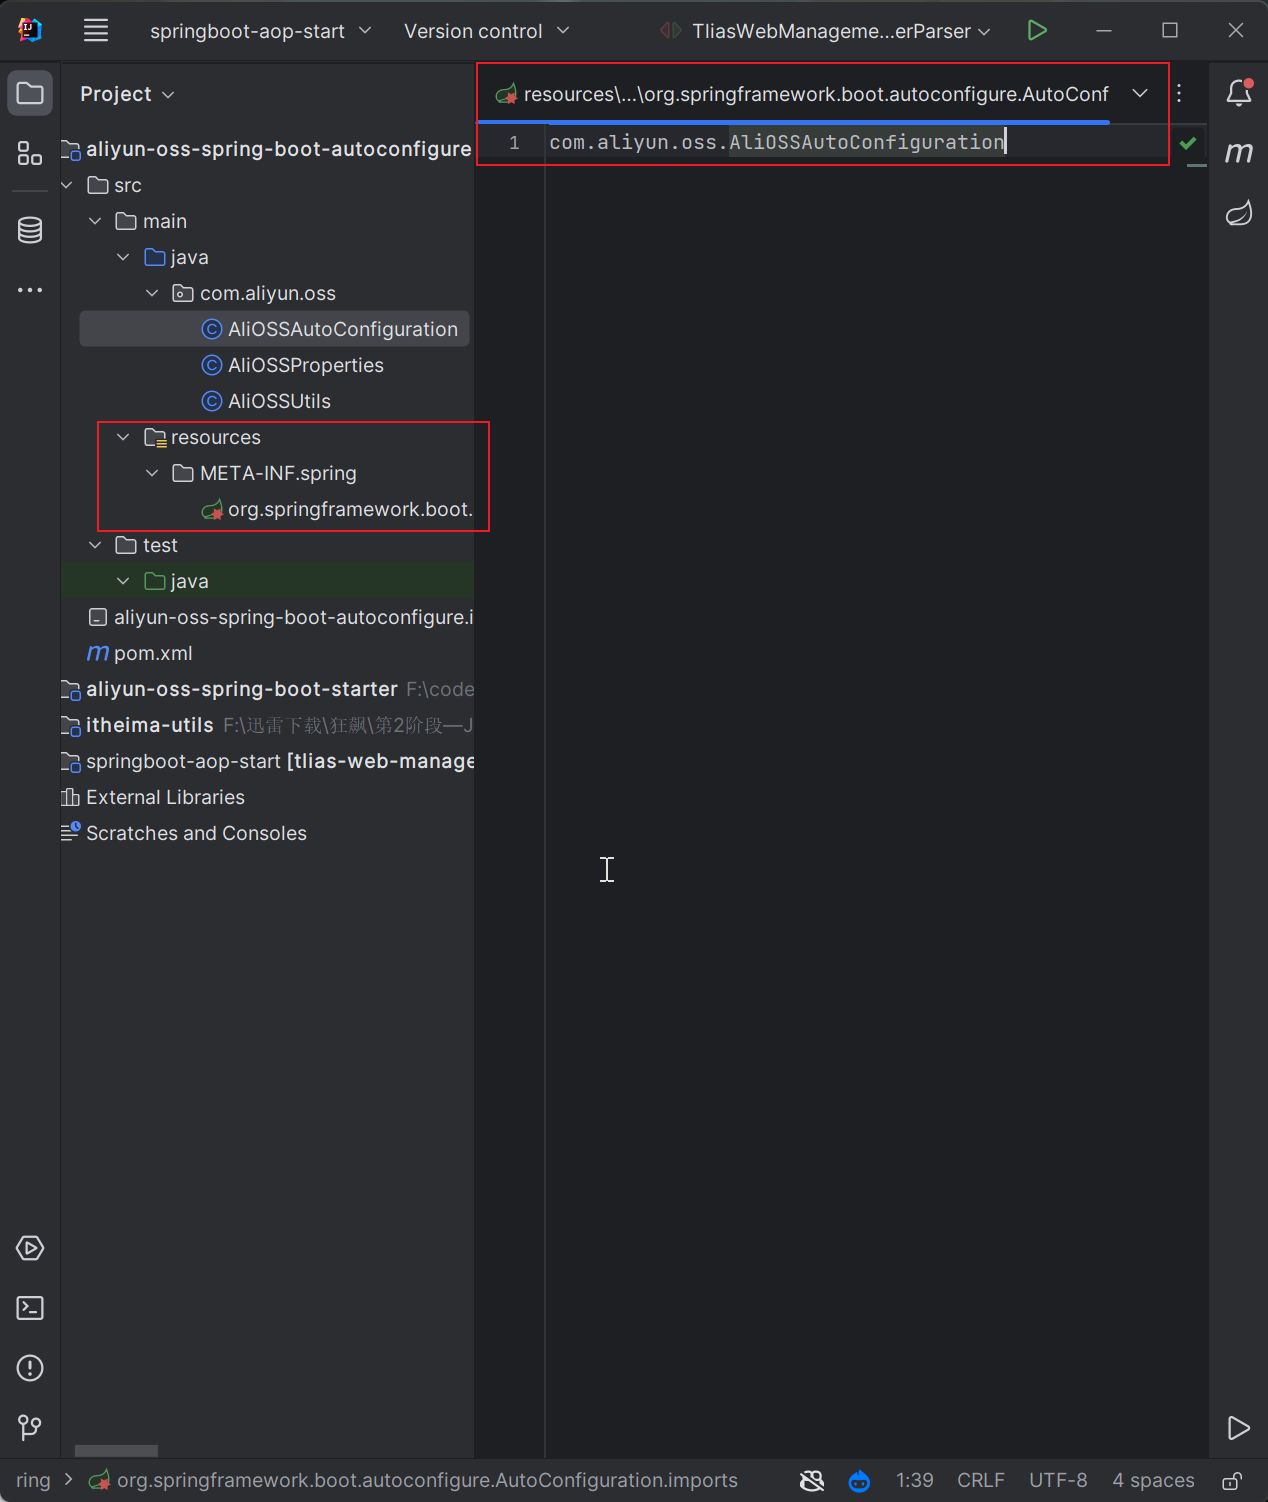 springboot-aop-start Version control TliasWebManageme...erParser
Project
resources\...\org.springframework.boot.autoconfigure.AutoConf
1 com.aliyun.oss.AliOSSAutoConfiguration
aliyun-oss-spring-boot-autoconfigure
src
main
java
com.aliyun.oss
AliOSSAutoConfiguration
AliOSSProperties
AliOSSUtils
resources
META-INF.spring
org.springframework.boot.
test
java
aliyun-oss-spring-boot-autoconfigure.i
pom.xml
aliyun-oss-spring-boot-starter F:\code
itheima-utils F:\迅雷下载\狂飙\第2阶段—J
springboot-aop-start [tlias-web-manage
External Libraries
Scratches and Consoles
ring > org.springframework.boot.autoconfigure.AutoConfiguration.imports 1:39 CRLF UTF-8 4 spaces